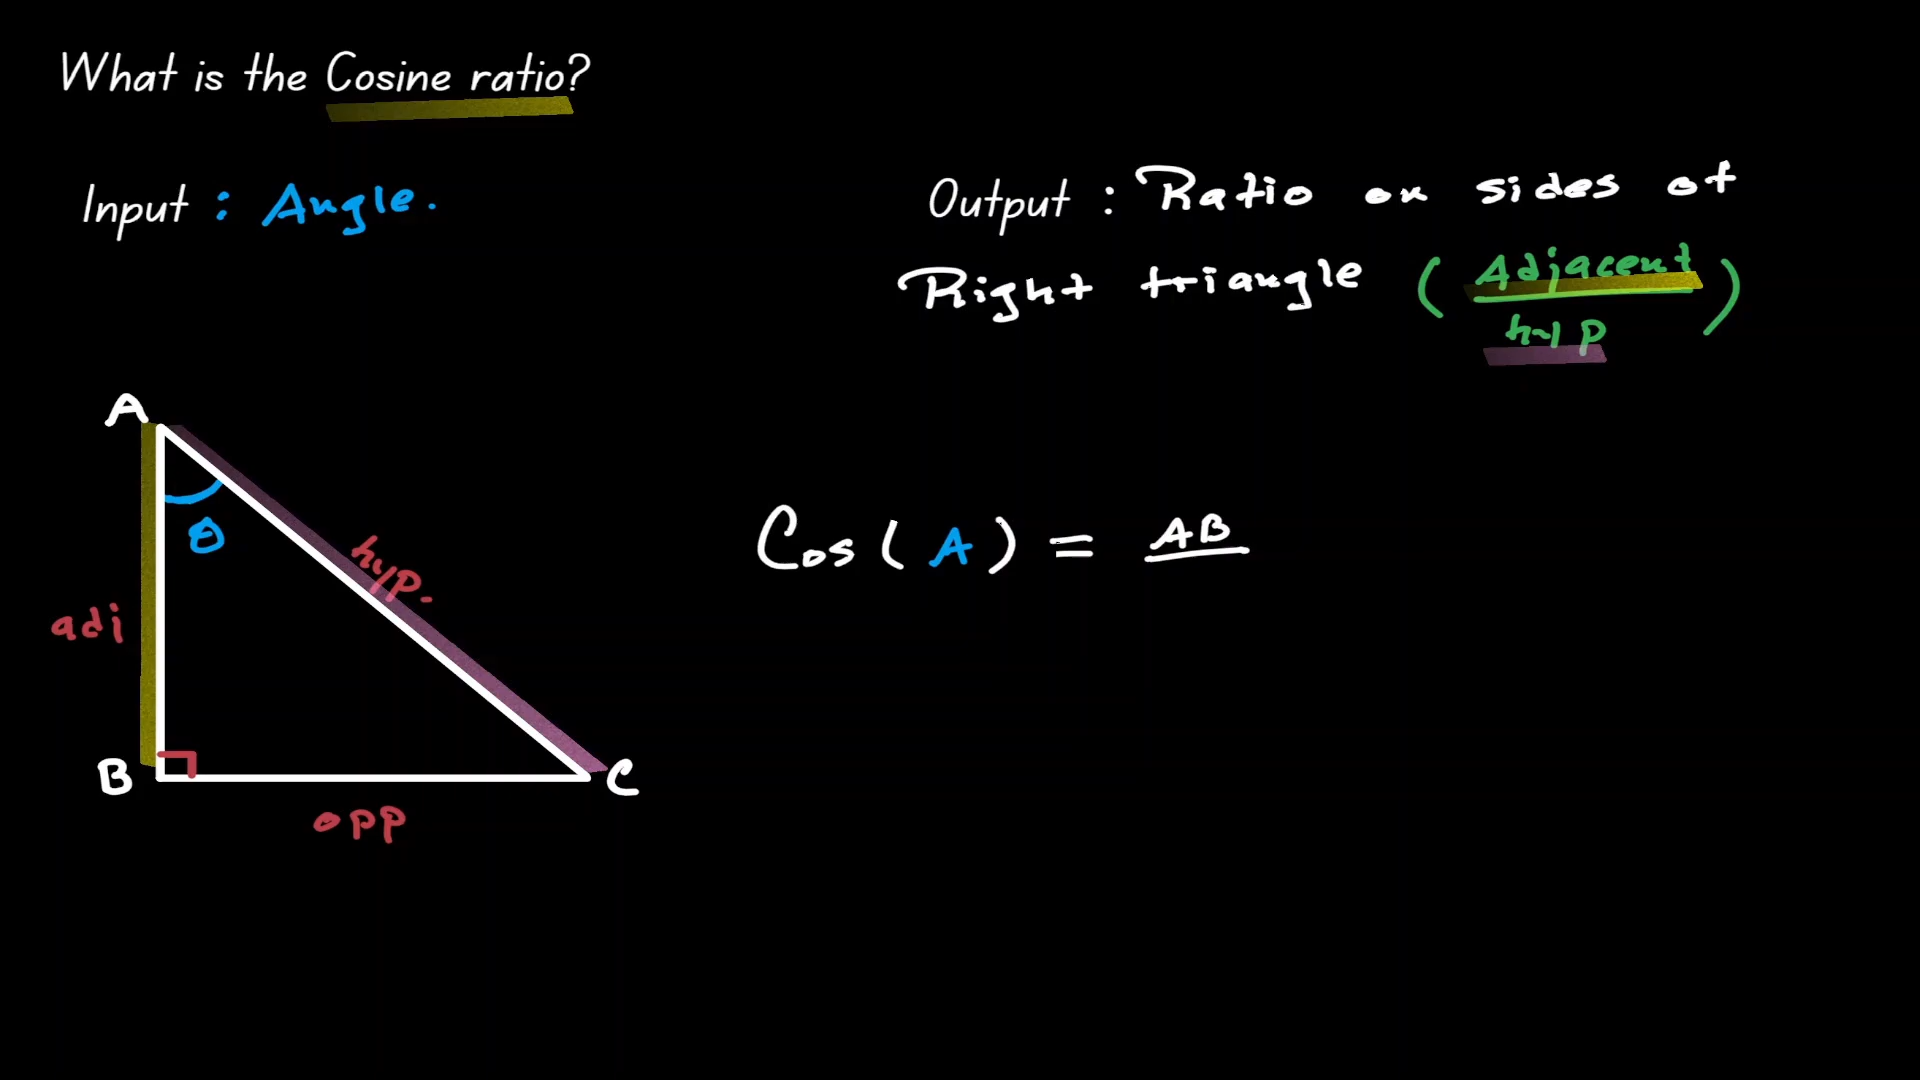 What is the Cosine ratio?
Input : Angle.
Output : Ratio on sides of
Right triangle ( Adjacent
hyp )
A
θ
hyp.
adj
B
C
opp
Cos ( A ) = AB